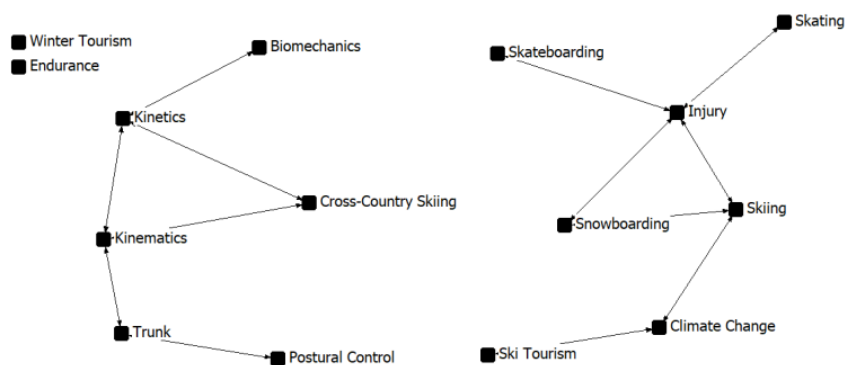 Winter Tourism
Endurance
Biomechanics
Kinetics
Cross-Country Skiing
Kinematics
Trunk
Postural Control
Skating
Skateboarding
Injury
Skiing
Snowboarding
Climate Change
Ski Tourism